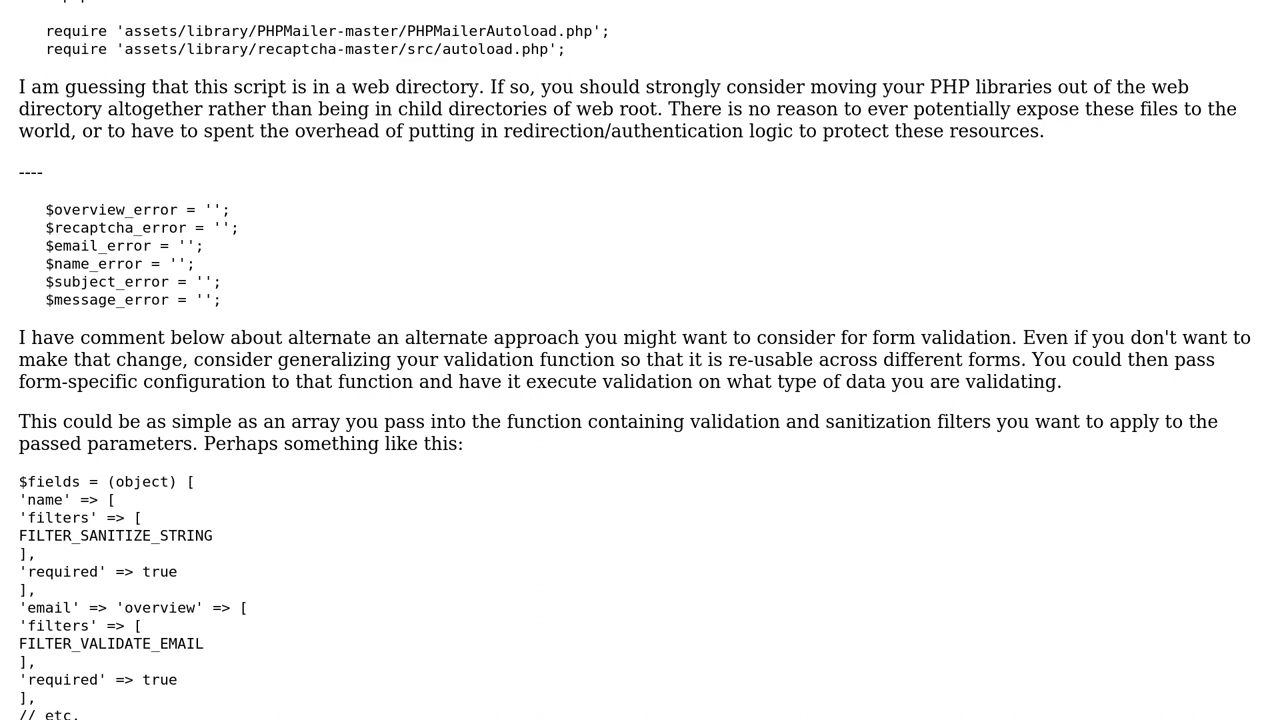 require 'assets/library/PHPMailer-master/PHPMailerAutoload.php';
require 'assets/library/recaptcha-master/src/autoload.php';
I am guessing that this script is in a web directory. If so, you should strongly consider moving your PHP libraries out of the web
directory altogether rather than being in child directories of web root. There is no reason to ever potentially expose these files to the
world, or to have to spent the overhead of putting in redirection/authentication logic to protect these resources.
----
$overview_error = '';
$recaptcha_error = '';
$email_error = '';
$name_error = '';
$subject_error = '';
$message_error = '';
I have comment below about alternate an alternate approach you might want to consider for form validation. Even if you don't want to
make that change, consider generalizing your validation function so that it is re-usable across different forms. You could then pass
form-specific configuration to that function and have it execute validation on what type of data you are validating.
This could be as simple as an array you pass into the function containing validation and sanitization filters you want to apply to the
passed parameters. Perhaps something like this:
$fields = (object) [
'name' => [
'filters' => [
FILTER_SANITIZE_STRING
],
'required' => true
],
'email' => 'overview' => [
'filters' => [
FILTER_VALIDATE_EMAIL
],
'required' => true
],
// etc.